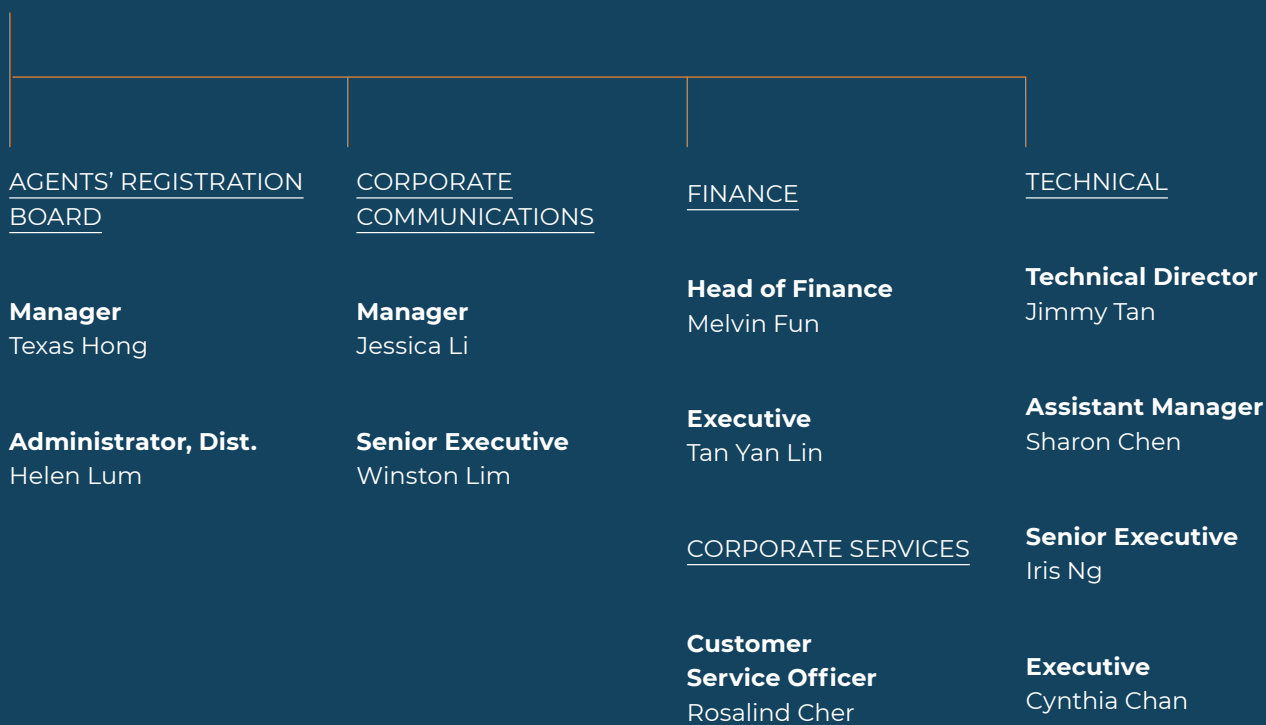 AGENTS’ REGISTRATION
BOARD
Manager
Texas Hong
Administrator, Dist.
Helen Lum
CORPORATE
COMMUNICATIONS
Manager
Jessica Li
Senior Executive
Winston Lim
FINANCE
Head of Finance
Melvin Fun
Executive
Tan Yan Lin
CORPORATE SERVICES
Customer
Service Officer
Rosalind Cher
TECHNICAL
Technical Director
Jimmy Tan
Assistant Manager
Sharon Chen
Senior Executive
Iris Ng
Executive
Cynthia Chan